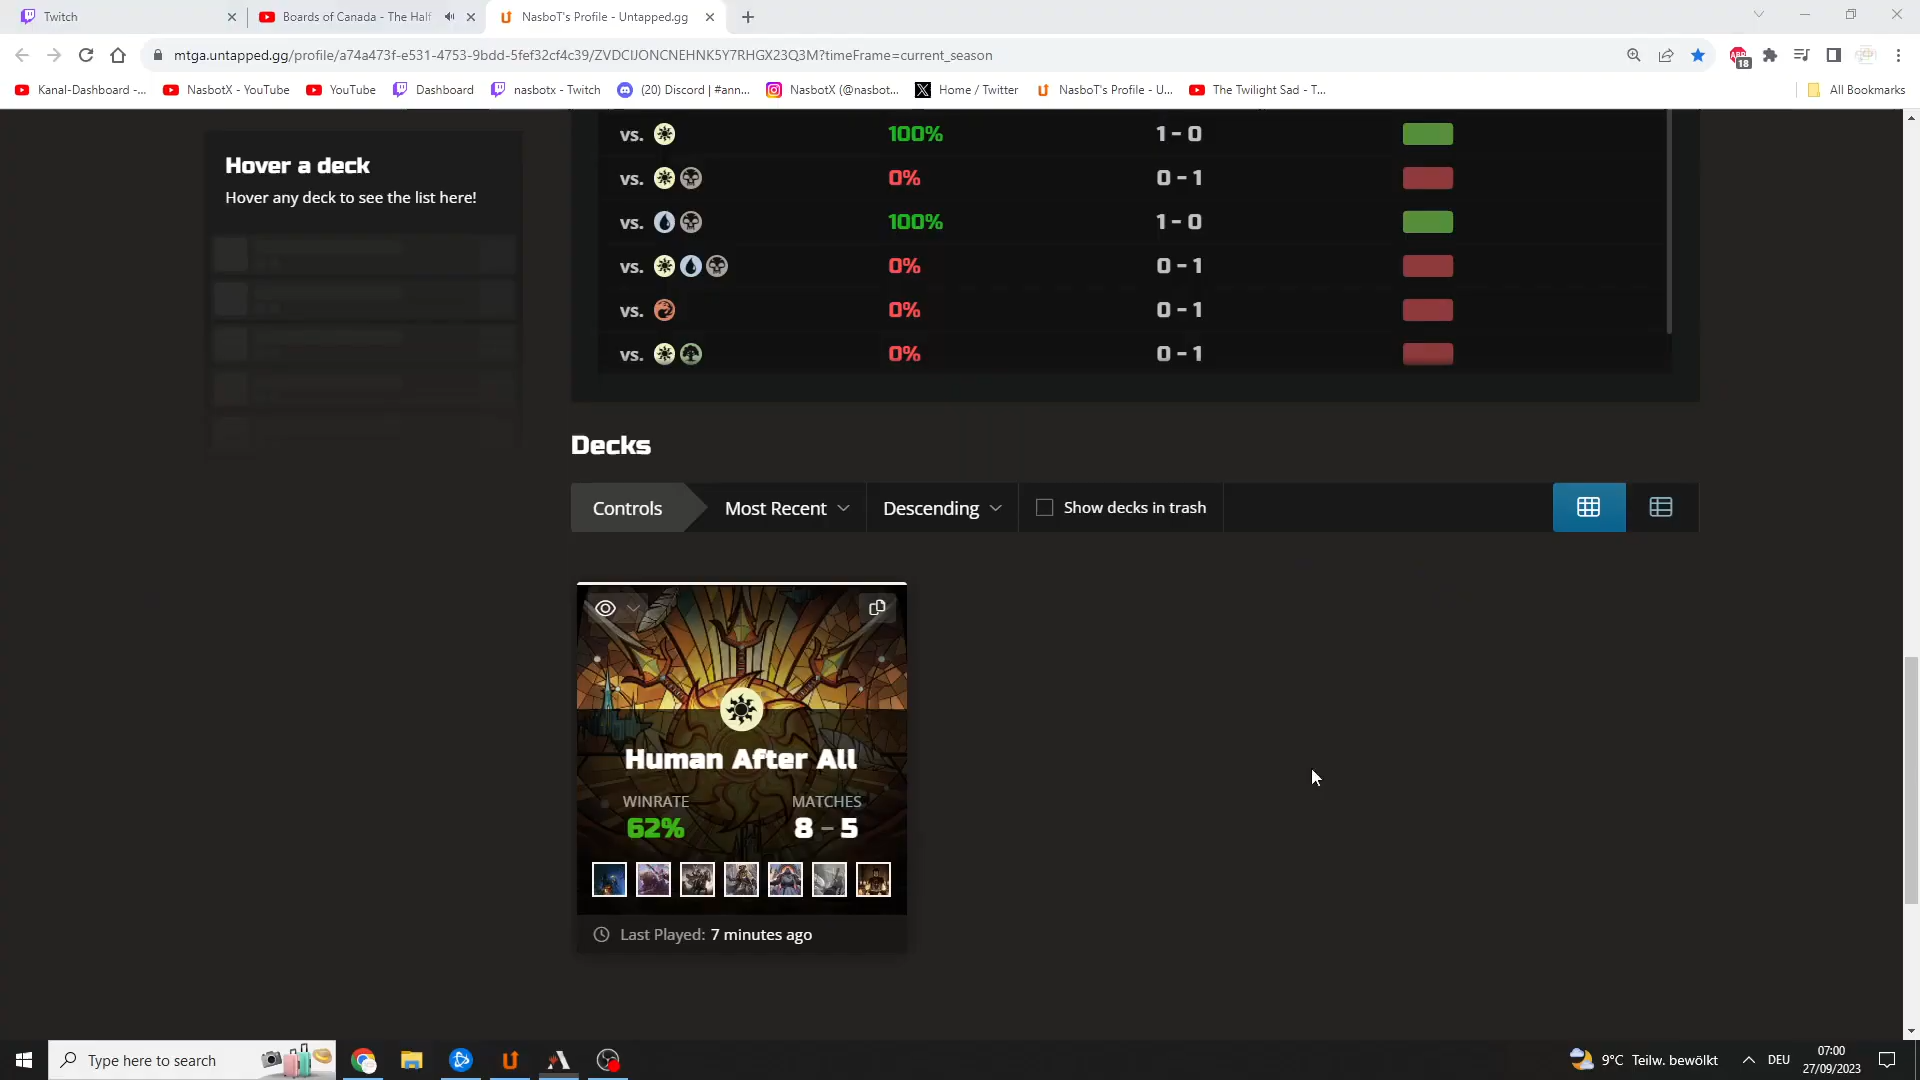 Twitch
Boards of Canada - The Half
NasboT's Profile - Untapped.gg
mtga.untapped.gg/profile/a74a473f-e531-4753-9bdd-5fef32cf4c39/ZVDCIJONCNEHNK5Y7RHGX23Q3M?timeFrame=current_season
18
Kanal-Dashboard -...
NasbotX - YouTube
YouTube
Dashboard
nasbotx - Twitch
(20) Discord | #ann...
NasbotX (@nasbot...
Home / Twitter
NasboT's Profile - U...
The Twilight Sad - T...
All Bookmarks
Hover a deck
Hover any deck to see the list here!
vs. 100% 1 - 0
vs. 0% 0 - 1
vs. 100% 1 - 0
vs. 0% 0 - 1
vs. 0% 0 - 1
vs. 0% 0 - 1
Decks
Controls
Most Recent
Descending
Show decks in trash
Human After All
WINRATE MATCHES
62% 8 - 5
Last Played: 7 minutes ago
Type here to search
9°C Teilw. bewölkt
DEU
07:00
27/09/2023